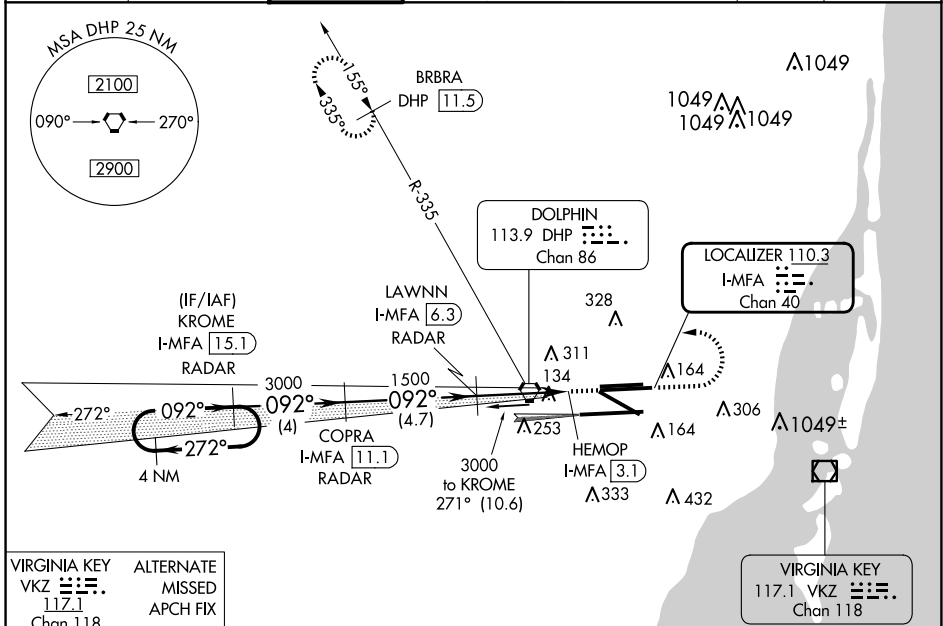 MSA DHP 25 NM
2100
090°
270°
2900
155°
335°
BRBRA
DHP 11.5
R-335
1049
1049
1049
1049
DOLPHIN
113.9 DHP
Chan 86
LOCALIZER 110.3
I-MFA
Chan 40
(IF/IAF)
KROME
I-MFA 15.1
RADAR
LAWNN
I-MFA 6.3
RADAR
328
311
134
164
3000
1500
272°
092°
092°
092°
(4)
(4.7)
272°
4 NM
COPRA
I-MFA 11.1
RADAR
253
HEMOP
I-MFA 3.1
164
306
1049±
3000
to KROME
271° (10.6)
333
432
VIRGINIA KEY
VKZ
117.1
Chan 118
ALTERNATE
MISSED
APCH FIX
VIRGINIA KEY
117.1 VKZ
Chan 118